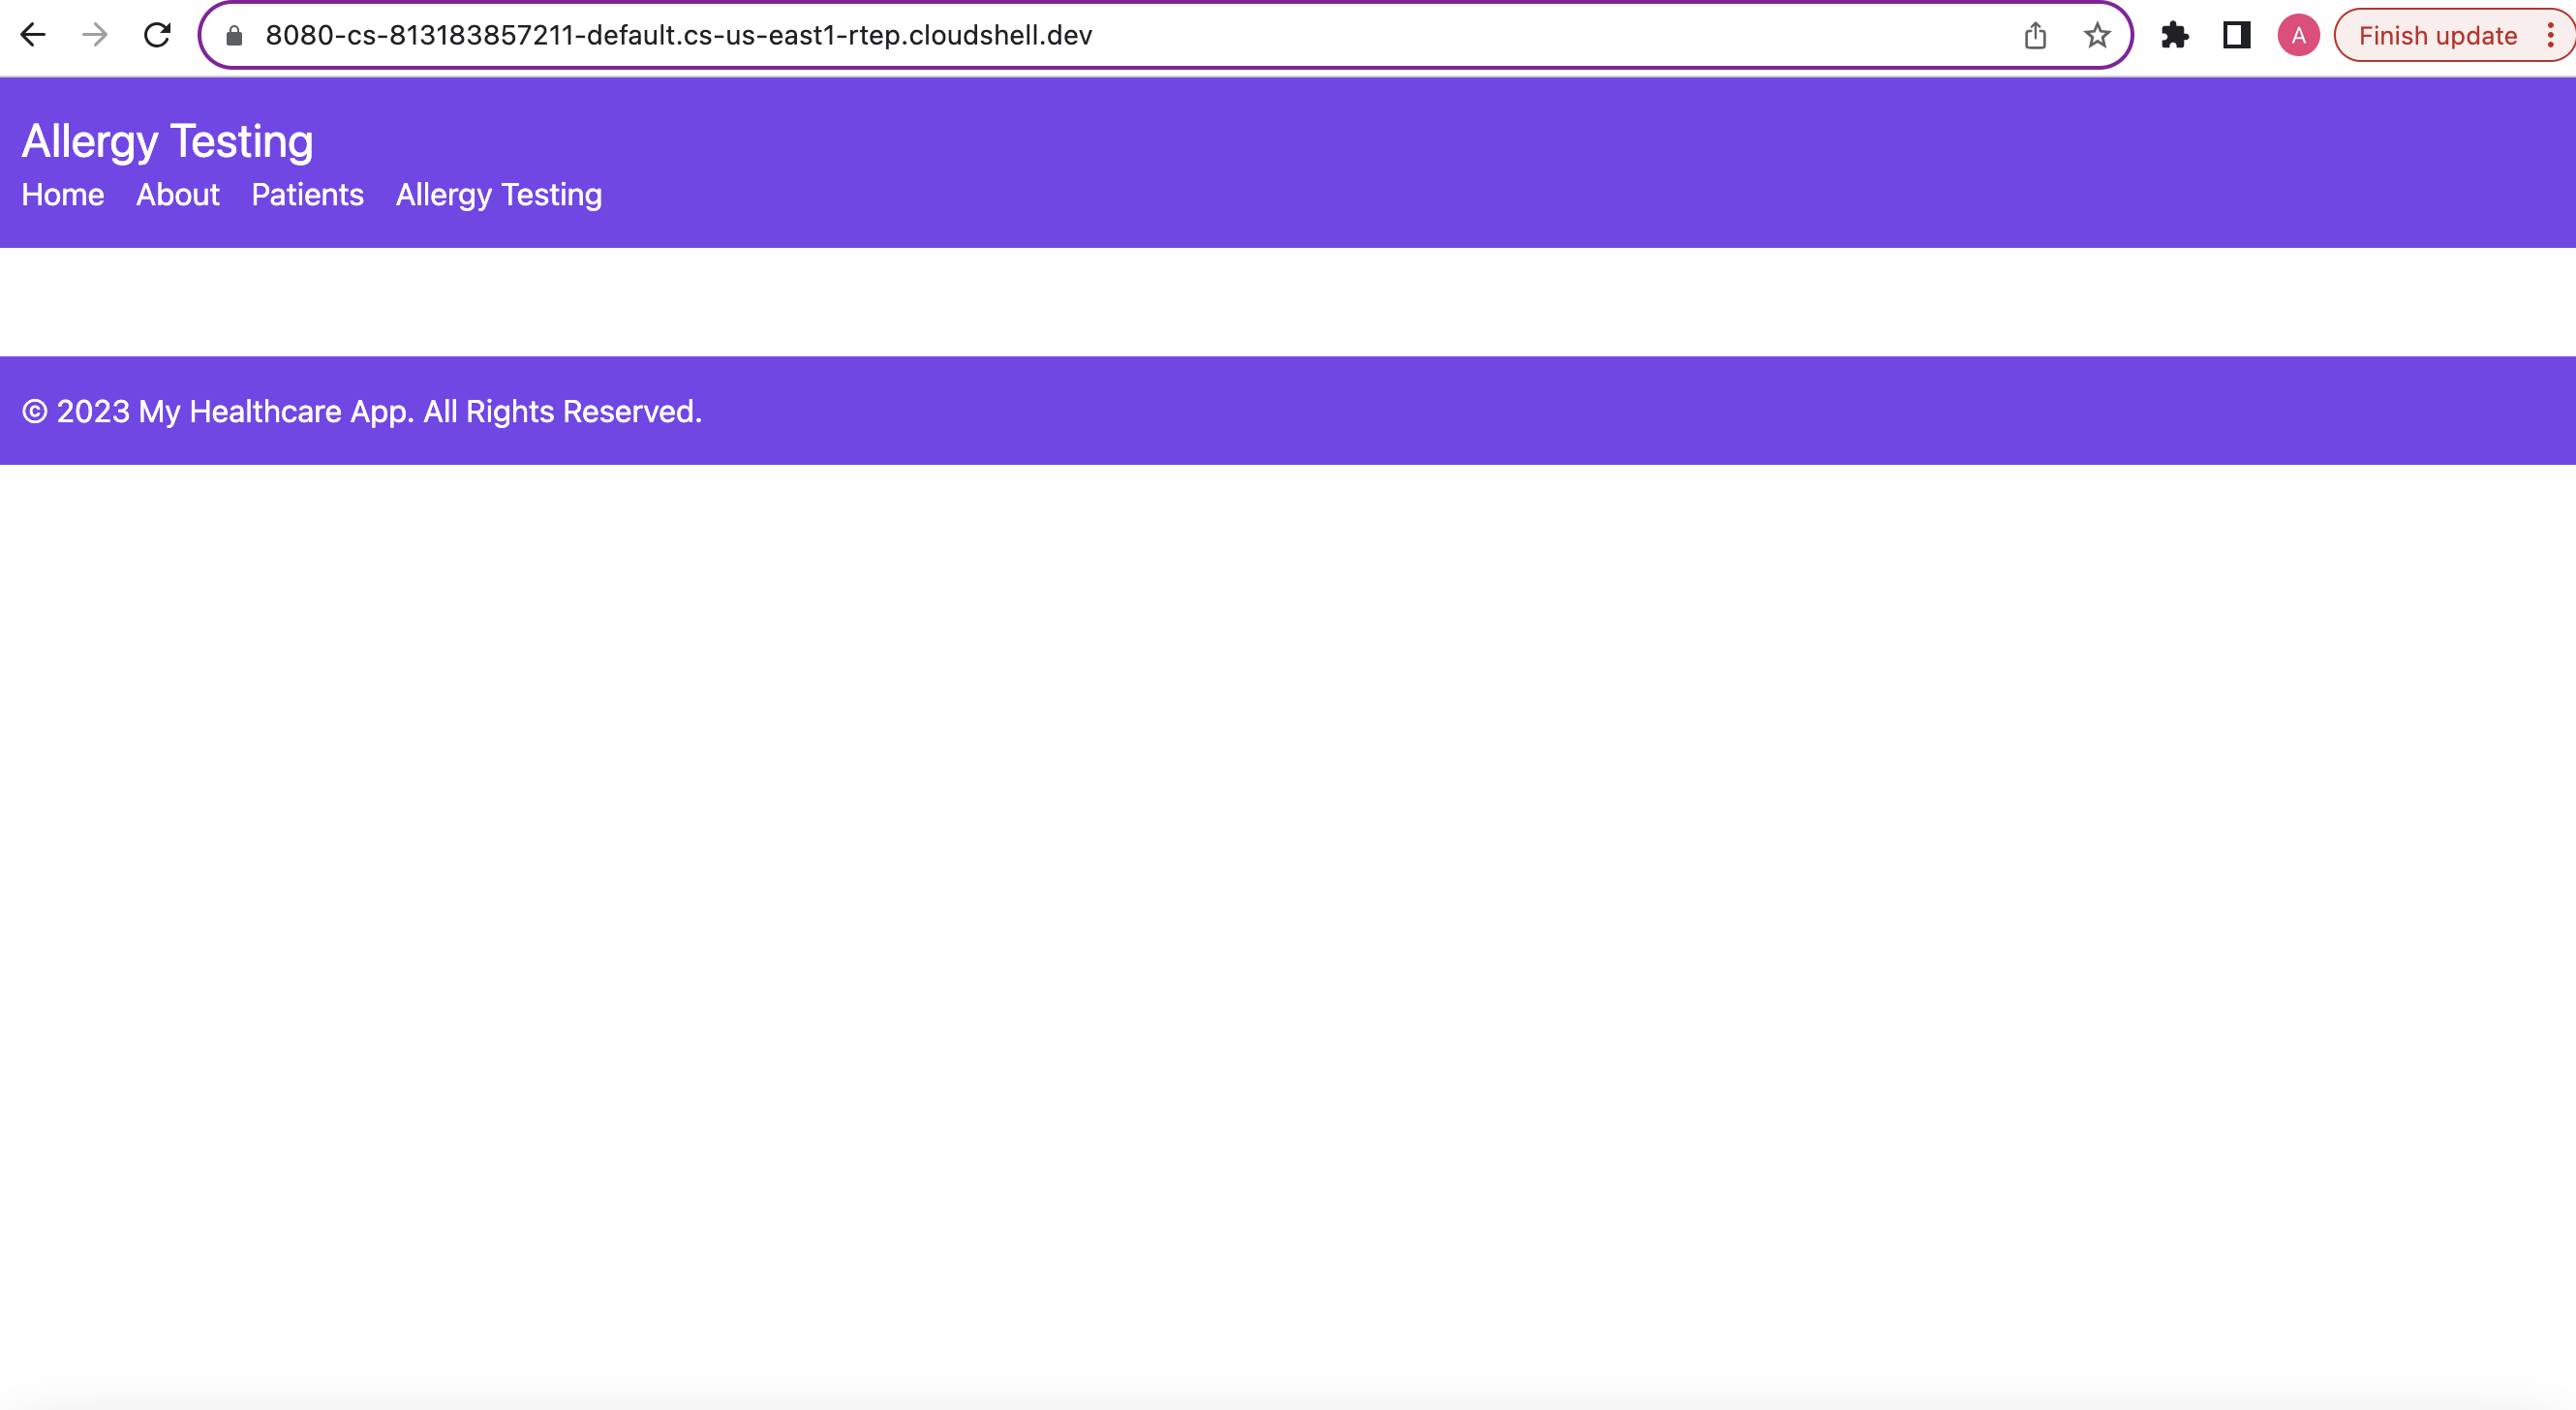 8080-cs-813183857211-default.cs-us-east1-rtep.cloudshell.dev
A
Finish update
Allergy Testing
Home About Patients Allergy Testing
© 2023 My Healthcare App. All Rights Reserved.